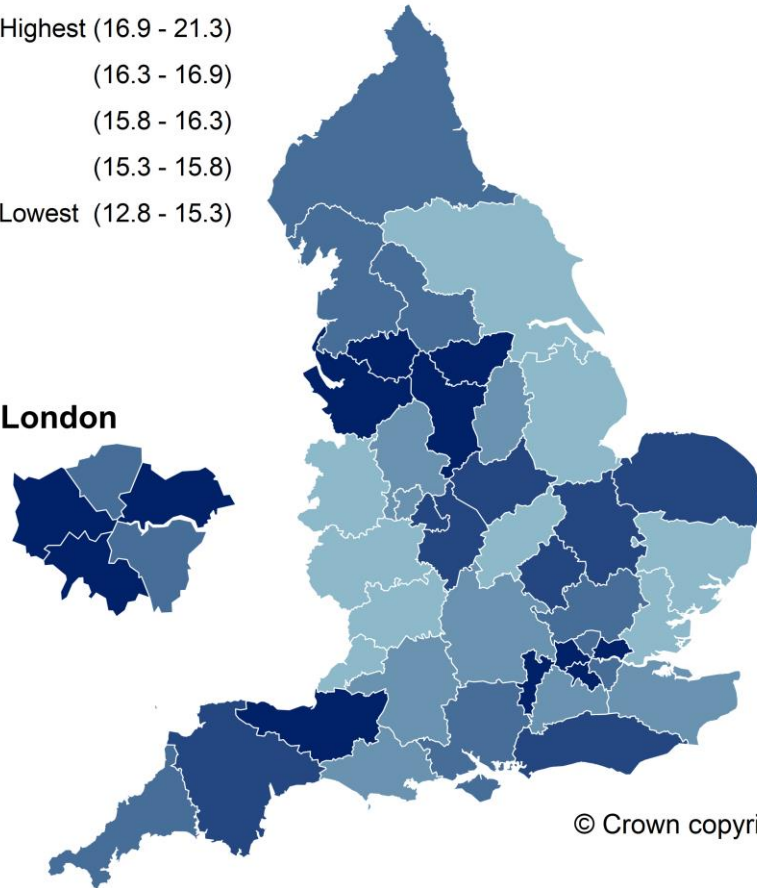 Highest (16.9 - 21.3)
(16.3 - 16.9)
(15.8 - 16.3)
(15.3 - 15.8)
Lowest (12.8 - 15.3)
London
© Crown copyri